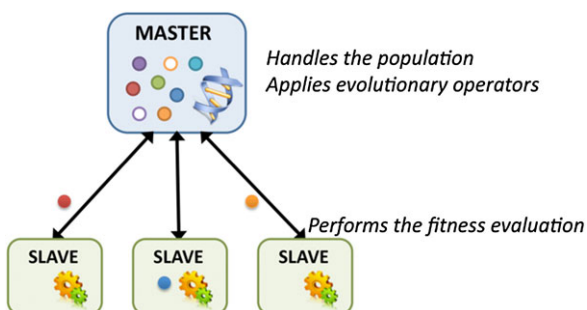 MASTER
Handles the population
Applies evolutionary operators
Performs the fitness evaluation
SLAVE
SLAVE
SLAVE